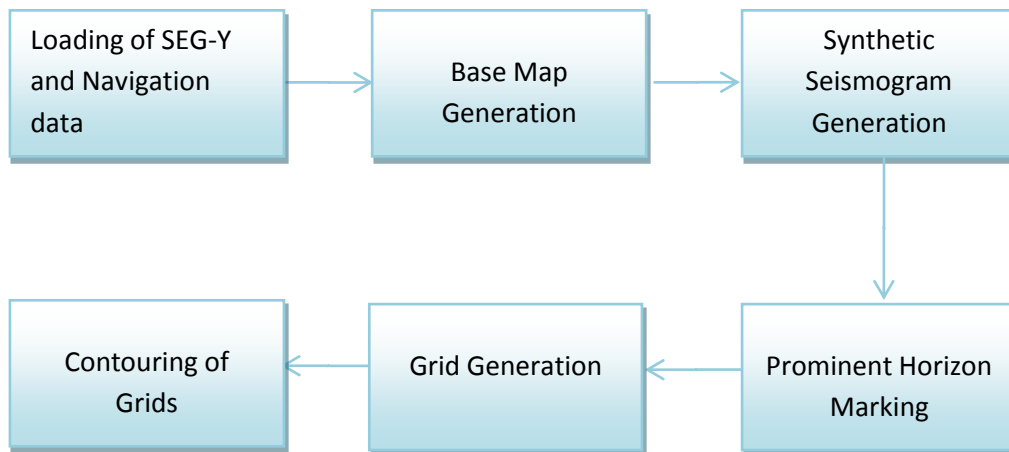 Loading of SEG-Y
and Navigation
data
Base Map
Generation
Synthetic
Seismogram
Generation
Prominent Horizon
Marking
Grid Generation
Contouring of
Grids